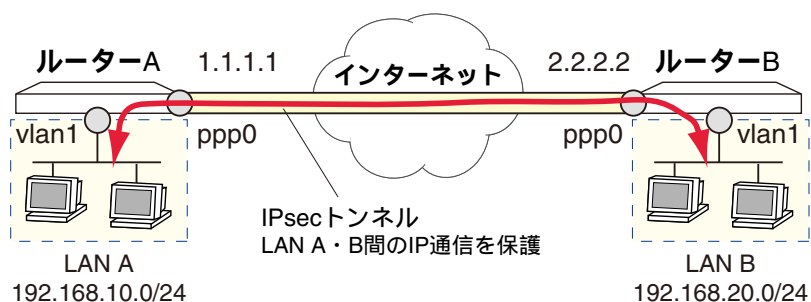 ルーターA
1.1.1.1
インターネット
2.2.2.2
ルーターB
vlan1
ppp0
ppp0
vlan1
IPsecトンネル
LAN A・B間のIP通信を保護
LAN A
192.168.10.0/24
LAN B
192.168.20.0/24